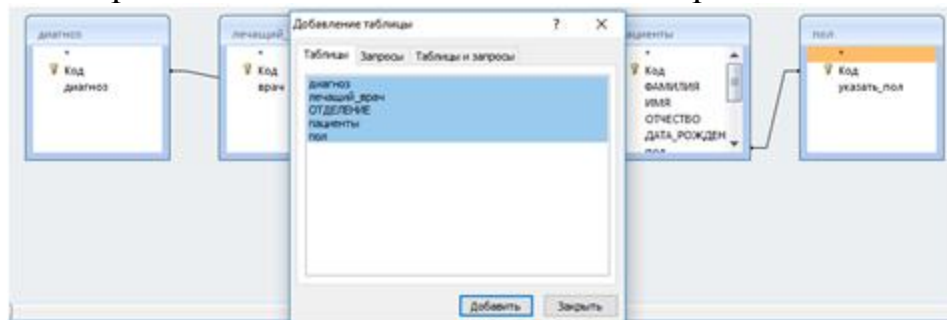 Добавление таблицы ? ×
диагноз
*
Код
диагноз
лечащий_
*
Код
врач
Таблицы Запросы Таблицы и запросы
диагноз
лечащий_врач
ОТДЕЛЕНИЕ
пациенты
пол
Добавить Закрыть
ациенты
*
Код
ФАМИЛИЯ
ИМЯ
ОТЧЕСТВО
ДАТА_РОЖДЕН
пол
пол
*
Код
указать_пол